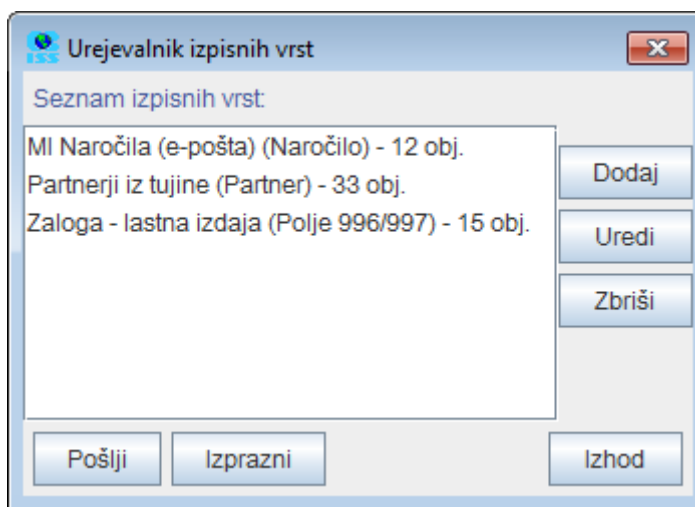 ISS Urejevalnik izpisnih vrst
Seznam izpisnih vrst:
MI Naročila (e-pošta) (Naročilo) - 12 obj.
Partnerji iz tujine (Partner) - 33 obj.
Zaloga - lastna izdaja (Polje 996/997) - 15 obj.
Dodaj
Uredi
Zbriši
Pošlji Izprazni Izhod